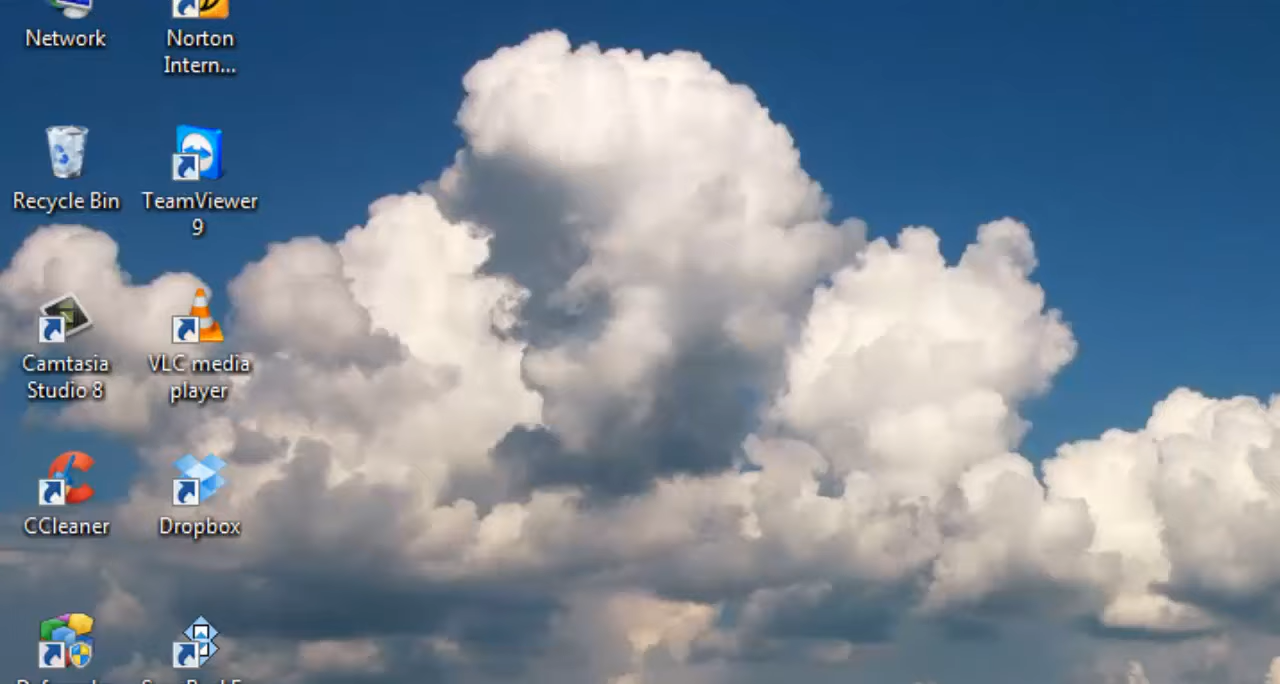 Network
Norton
Intern...
Recycle Bin
TeamViewer
9
Camtasia
Studio 8
VLC media
player
CCleaner
Dropbox